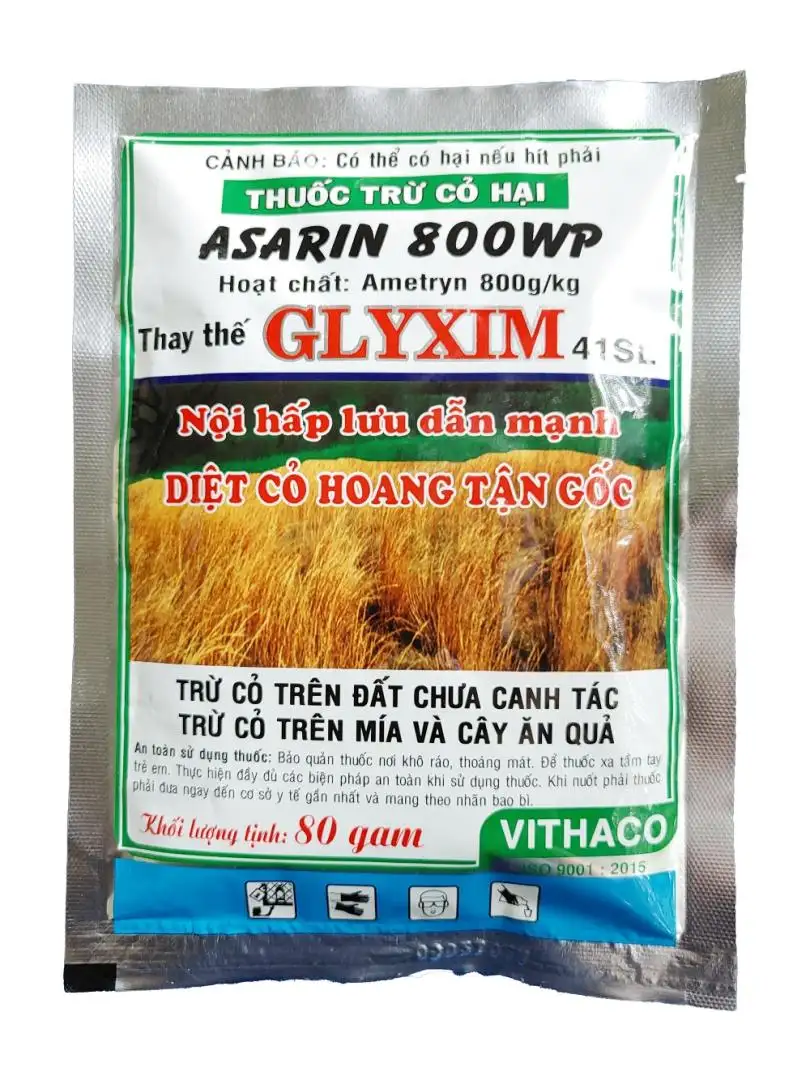 CẢNH BÁO: Có thể có hại nếu hít phải
THUỐC TRỪ CỎ HẠI
ASARIN 800WP
Hoạt chất: Ametryn 800g/kg
Thay thế GLYXIM 41SL.
Nội hấp lưu dẫn mạnh
DIỆT CỎ HOANG TẬN GỐC
TRỪ CỎ TRÊN ĐẤT CHƯA CANH TÁC
TRỪ CỎ TRÊN MÍA VÀ CÂY ĂN QUẢ
An toàn sử dụng thuốc: Bảo quản thuốc nơi khô ráo, thoáng mát. Để thuốc xa tầm tay
trẻ em. Thực hiện đầy đủ các biện pháp an toàn khi sử dụng thuốc. Khi nuốt phải thuốc
phải đưa ngay đến cơ sở y tế gần nhất và mang theo nhãn bao bì.
Khối lượng tịnh: 80 gam
VITHACO
ISO 9001 : 2015